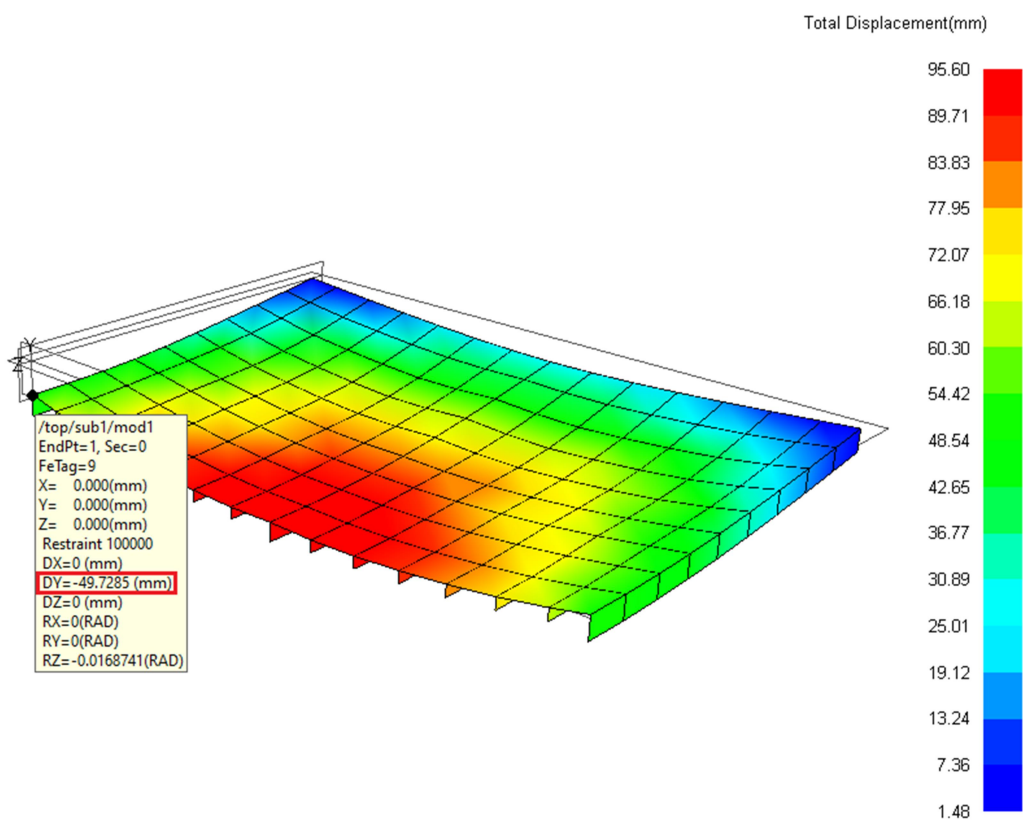 Total Displacement(mm)
95.60
89.71
83.83
77.95
72.07
66.18
60.30
54.42
48.54
42.65
36.77
30.89
25.01
19.12
13.24
7.36
1.48
Y
Z
/top/sub1/mod1
EndPt=1, Sec=0
FeTag=9
X= 0.000(mm)
Y= 0.000(mm)
Z= 0.000(mm)
Restraint 100000
DX=0 (mm)
DY=-49.7285 (mm)
DZ=0 (mm)
RX=0(RAD)
RY=0(RAD)
RZ=-0.0168741(RAD)